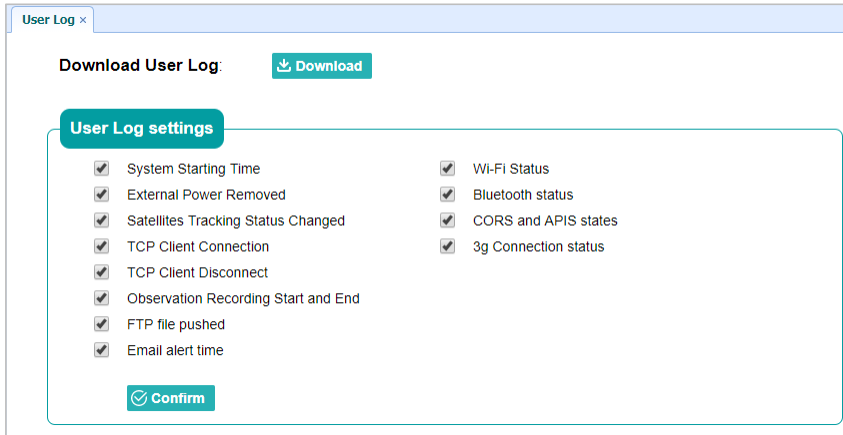 User Log ×
Download User Log: Download
User Log settings
System Starting Time Wi-Fi Status
External Power Removed Bluetooth status
Satellites Tracking Status Changed CORS and APIS states
TCP Client Connection 3g Connection status
TCP Client Disconnect
Observation Recording Start and End
FTP file pushed
Email alert time
Confirm